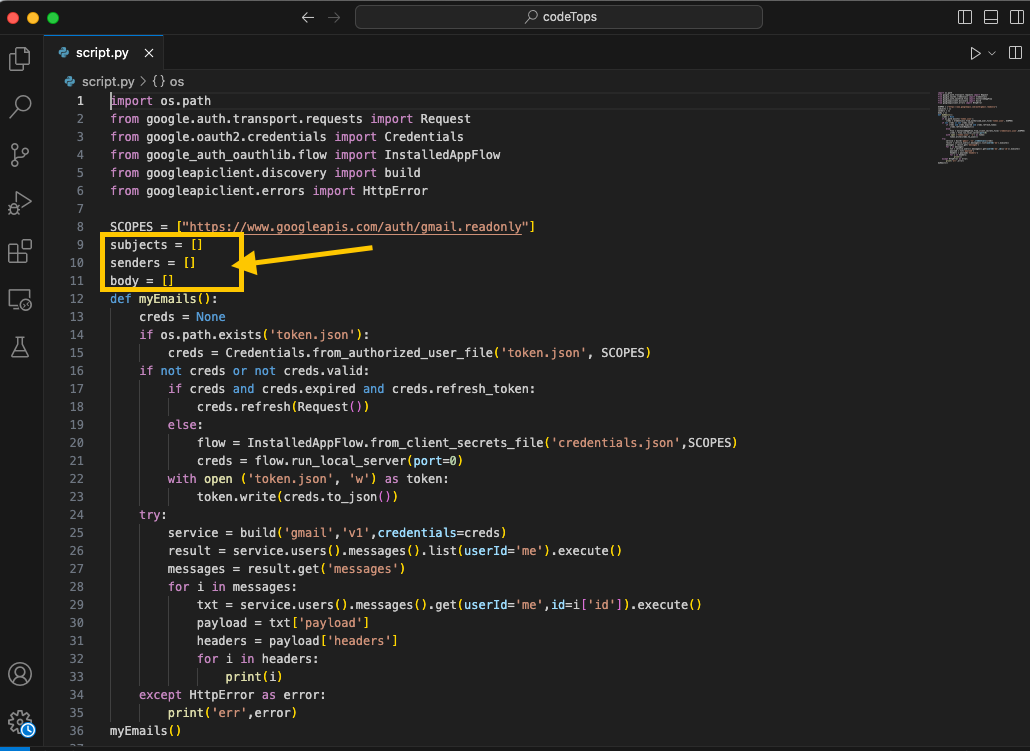 codeTops
script.py
script.py > {} os
1 import os.path
2 from google.auth.transport.requests import Request
3 from google.oauth2.credentials import Credentials
4 from google_auth_oauthlib.flow import InstalledAppFlow
5 from googleapiclient.discovery import build
6 from googleapiclient.errors import HttpError
7
8 SCOPES = ["https://www.googleapis.com/auth/gmail.readonly"]
9 subjects = []
10 senders = []
11 body = []
12 def myEmails():
13     creds = None
14     if os.path.exists('token.json'):
15         creds = Credentials.from_authorized_user_file('token.json', SCOPES)
16     if not creds or not creds.valid:
17         if creds and creds.expired and creds.refresh_token:
18             creds.refresh(Request())
19         else:
20             flow = InstalledAppFlow.from_client_secrets_file('credentials.json',SCOPES)
21             creds = flow.run_local_server(port=0)
22         with open ('token.json', 'w') as token:
23             token.write(creds.to_json())
24     try:
25         service = build('gmail','v1',credentials=creds)
26         result = service.users().messages().list(userId='me').execute()
27         messages = result.get('messages')
28         for i in messages:
29             txt = service.users().messages().get(userId='me',id=i['id']).execute()
30             payload = txt['payload']
31             headers = payload['headers']
32             for i in headers:
33                 print(i)
34     except HttpError as error:
35         print('err',error)
36 myEmails()